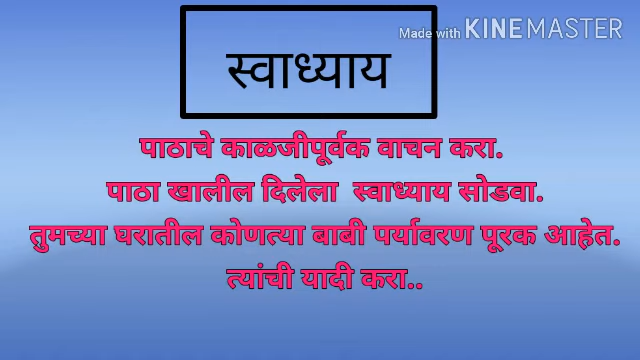 Made with KINEMASTER
स्वाध्याय
पाठाचे काळजीपूर्वक वाचन करा.
पाठा खालील दिलेला स्वाध्याय सोडवा.
तुमच्या घरातील कोणत्या बाबी पर्यावरण पूरक आहेत.
त्यांची यादी करा..